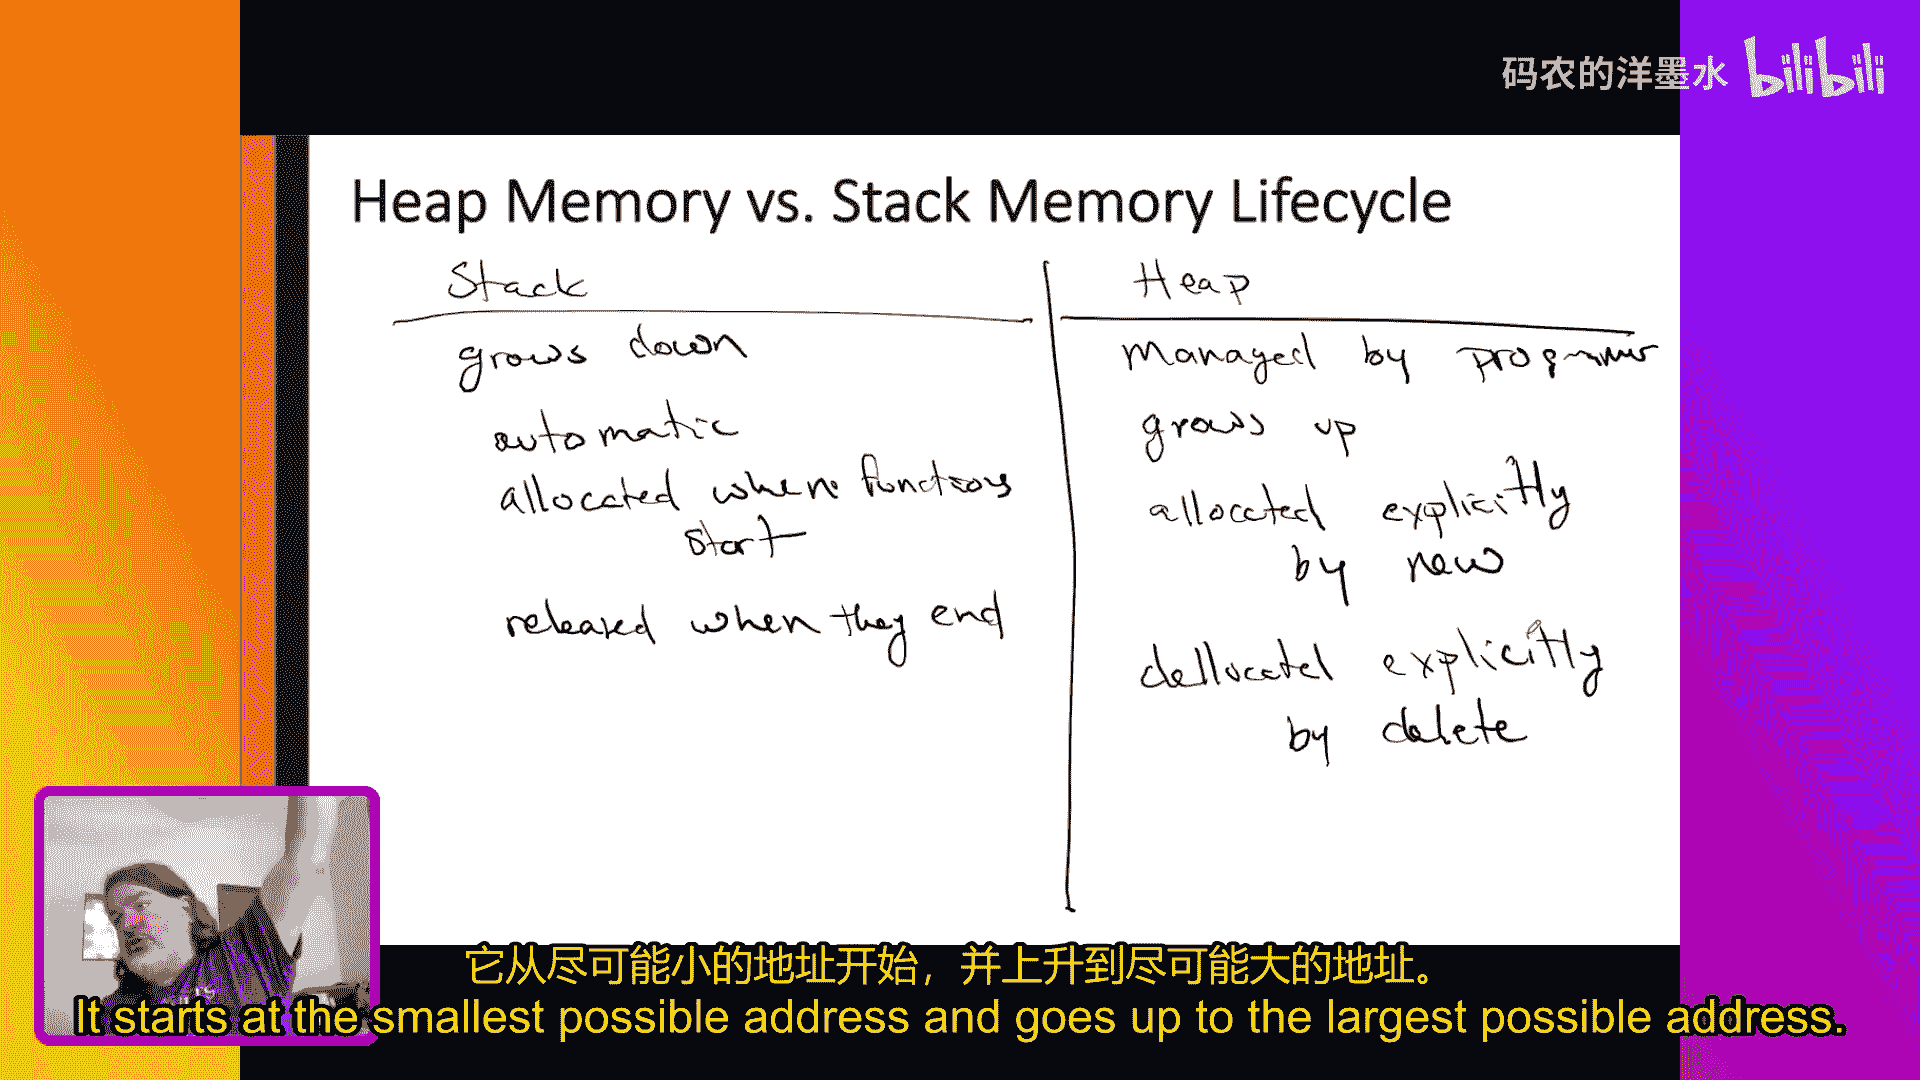 码农的洋墨水 bilibili
Heap Memory vs. Stack Memory Lifecycle
Stack
grows down
automatic
allocated when functions
start
released when they end
Heap
managed by
grows up
allocated explicitly
by new
dellocated explicitly
by delete
它从尽可能小的地址开始，并上升到尽可能大的地址。
It starts at the smallest possible address and goes up to the largest possible address.